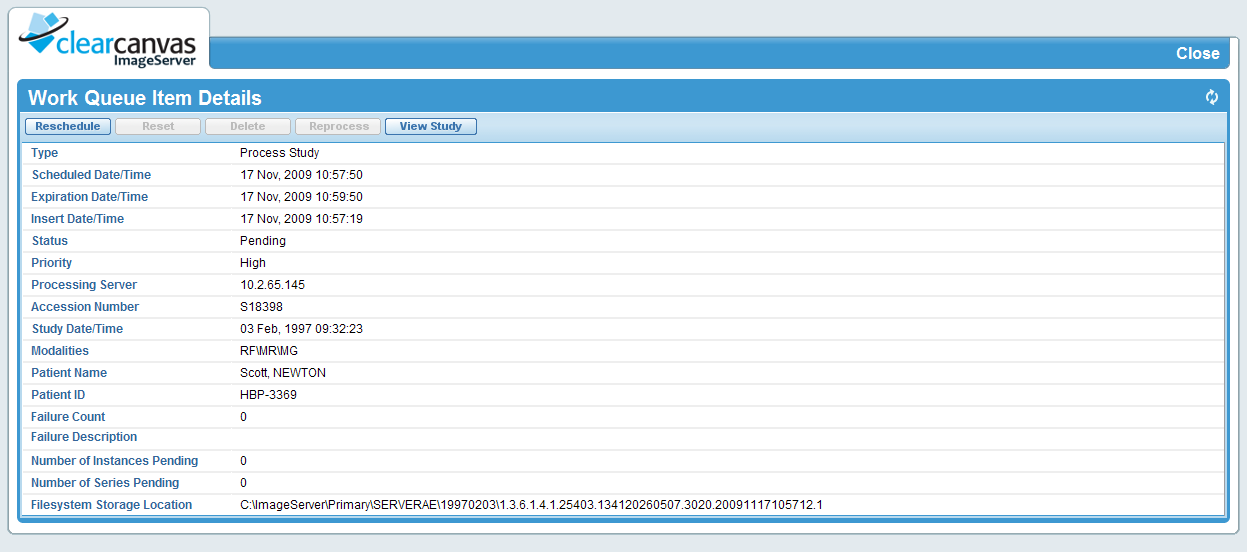 clearcanvas
ImageServer
Close
Work Queue Item Details
Reschedule Reset Delete Reprocess View Study
Type Process Study
Scheduled Date/Time 17 Nov, 2009 10:57:50
Expiration Date/Time 17 Nov, 2009 10:59:50
Insert Date/Time 17 Nov, 2009 10:57:19
Status Pending
Priority High
Processing Server 10.2.65.145
Accession Number S18398
Study Date/Time 03 Feb, 1997 09:32:23
Modalities RF\MR\MG
Patient Name Scott, NEWTON
Patient ID HBP-3369
Failure Count 0
Failure Description
Number of Instances Pending 0
Number of Series Pending 0
Filesystem Storage Location C:\ImageServer\Primary\SERVERAE\19970203\1.3.6.1.4.1.25403.134120260507.3020.20091117105712.1